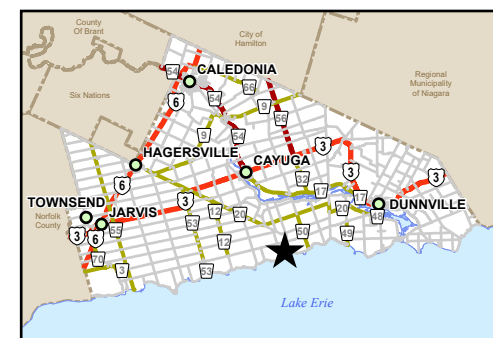 County
Of Brant
City of
Hamilton
Regional
Municipality
of Niagara
Six Nations
54
CALEDONIA
66
6
54
9
56
9
54
3
HAGERSVILLE
3
3
CAYUGA
6
32
17
17
TOWNSEND
Norfolk
County
JARVIS
3
20
20
48
DUNNVILLE
3
6
55
53
12
50
49
70
3
53
Lake Erie